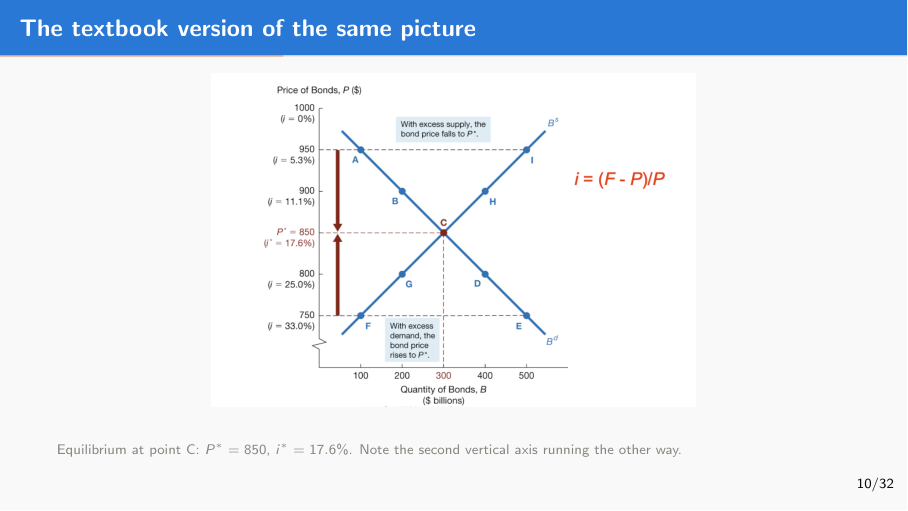 The textbook version of the same picture
Price of Bonds, P ($)
1000
(i = 0%)
With excess supply, the
bond price falls to P*.
Bs
950
(i = 5.3%)
A
I
i = (F - P)/P
900
(i = 11.1%)
B
H
C
P* = 850
(i* = 17.6%)
800
(i = 25.0%)
G
D
750
(i = 33.0%)
F
With excess
demand, the
bond price
rises to P*.
E
Bd
100 200 300 400 500
Quantity of Bonds, B
($ billions)
Equilibrium at point C: P* = 850, i* = 17.6%. Note the second vertical axis running the other way.
10/32